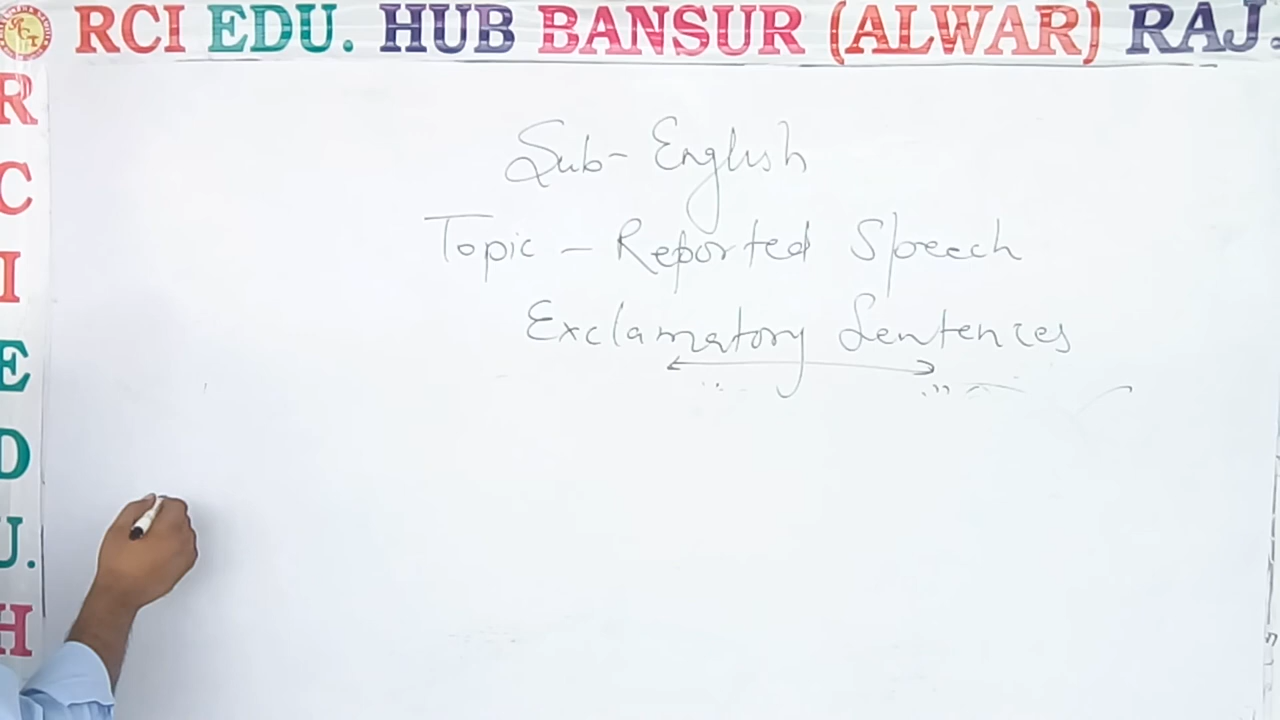 RCI EDU. HUB BANSUR (ALWAR) RAJ.
R
C
I
E
D
U.
H
Sub- English
Topic - Reported Speech
Exclamatory Sentences